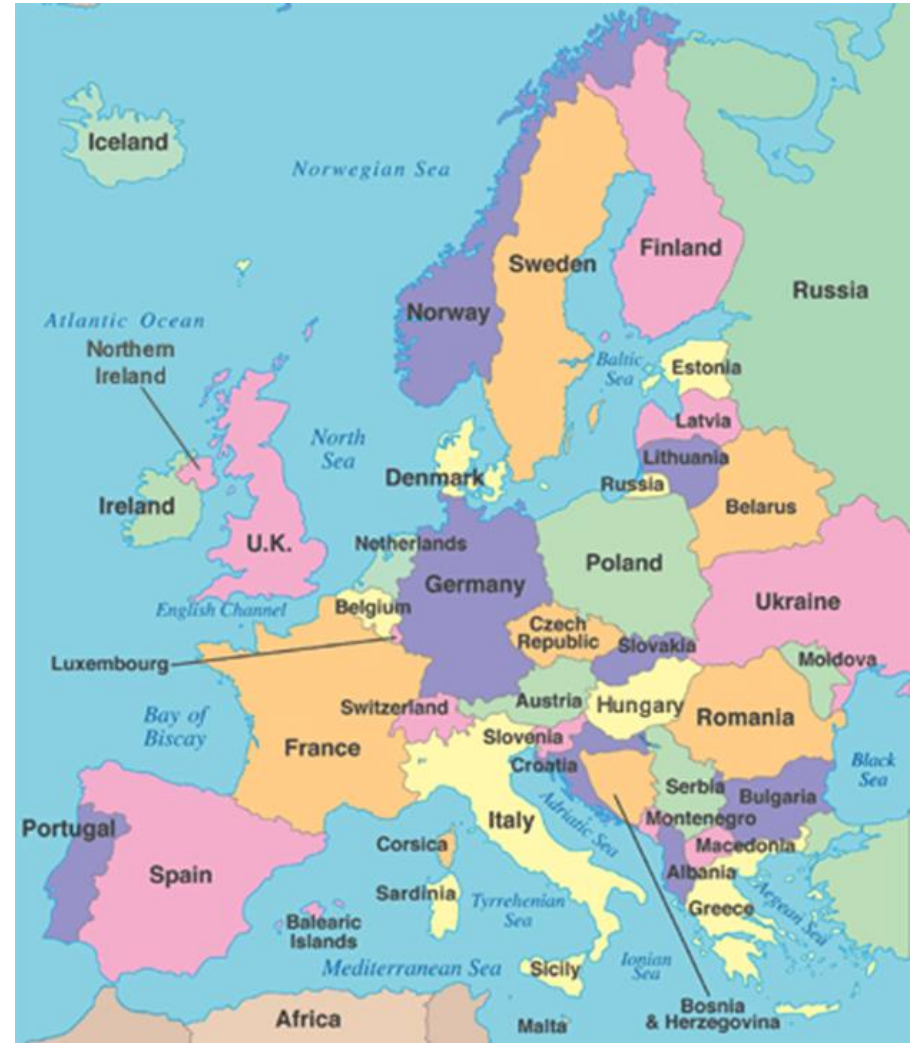 Iceland
Norwegian Sea
Finland
Sweden
Russia
Norway
Atlantic Ocean
Northern
Ireland
Baltic
Sea
Estonia
Latvia
North
Sea
Lithuania
Denmark
Russia
Ireland
Belarus
U.K.
Netherlands
Poland
Germany
Ukraine
English Channel
Belgium
Czech
Republic
Slovakia
Luxembourg
Moldova
Austria
Switzerland
Hungary
Bay of
Biscay
Romania
Slovenia
France
Croatia
Black
Sea
Serbia
Bulgaria
Adriatic Sea
Montenegro
Italy
Portugal
Corsica
Macedonia
Albania
Spain
Sardinia
Tyrrehenian
Sea
Greece
Aegean Sea
Balearic
Islands
Mediterranean Sea
Sicily
Ionian
Sea
Bosnia
& Herzegovina
Africa
Malta